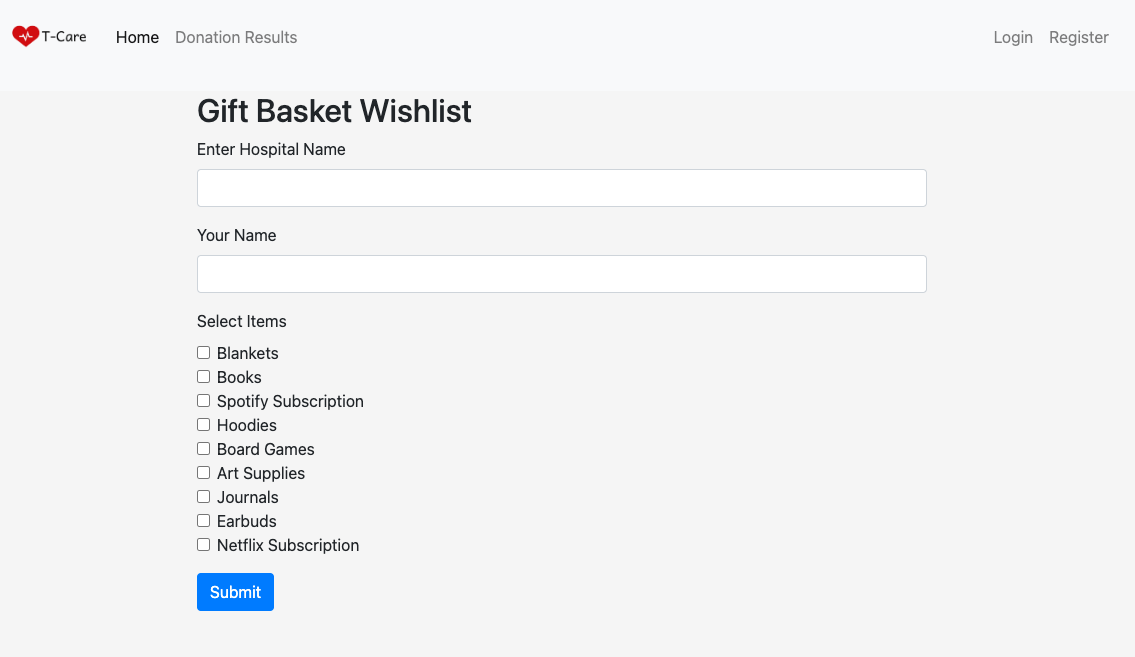 T-Care Home Donation Results Login Register
Gift Basket Wishlist
Enter Hospital Name
Your Name
Select Items
Blankets
Books
Spotify Subscription
Hoodies
Board Games
Art Supplies
Journals
Earbuds
Netflix Subscription
Submit